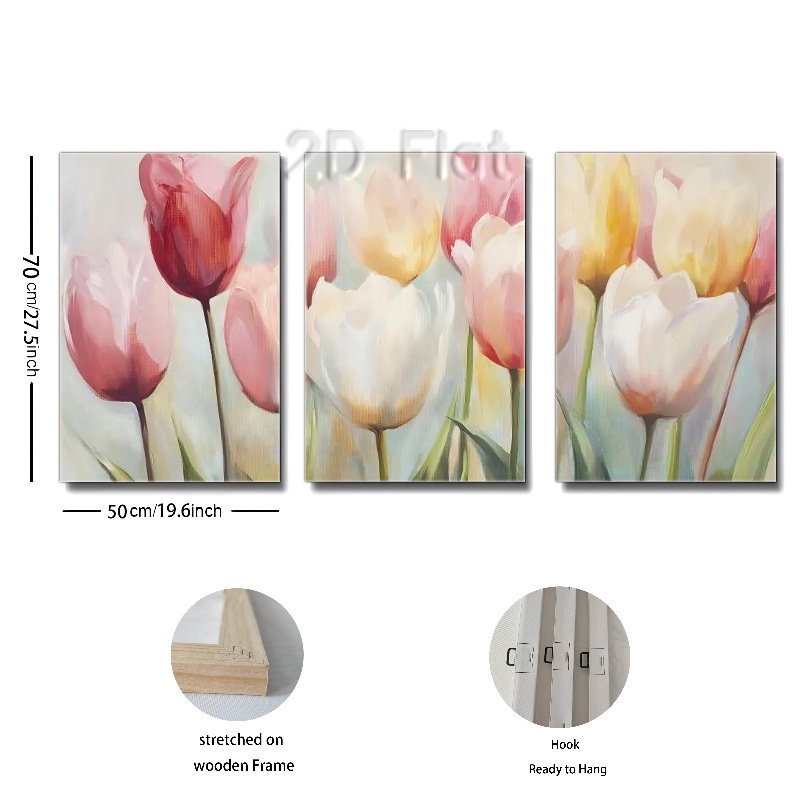 2D Flat
70cm/27.5inch
50cm/19.6inch
stretched on
wooden Frame
Hook
Ready to Hang